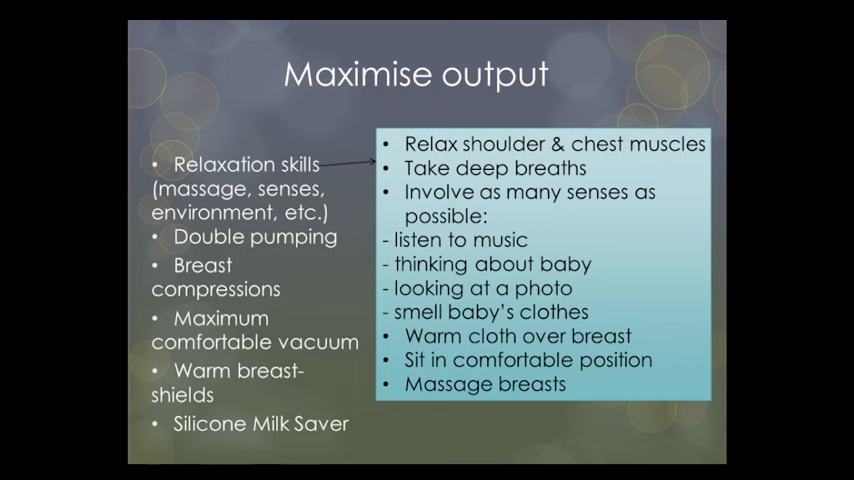 Maximise output
• Relaxation skills
(massage, senses,
environment, etc.)
• Double pumping
• Breast
compressions
• Maximum
comfortable vacuum
• Warm breast-
shields
• Silicone Milk Saver
• Relax shoulder & chest muscles
• Take deep breaths
• Involve as many senses as
possible:
- listen to music
- thinking about baby
- looking at a photo
- smell baby's clothes
• Warm cloth over breast
• Sit in comfortable position
• Massage breasts